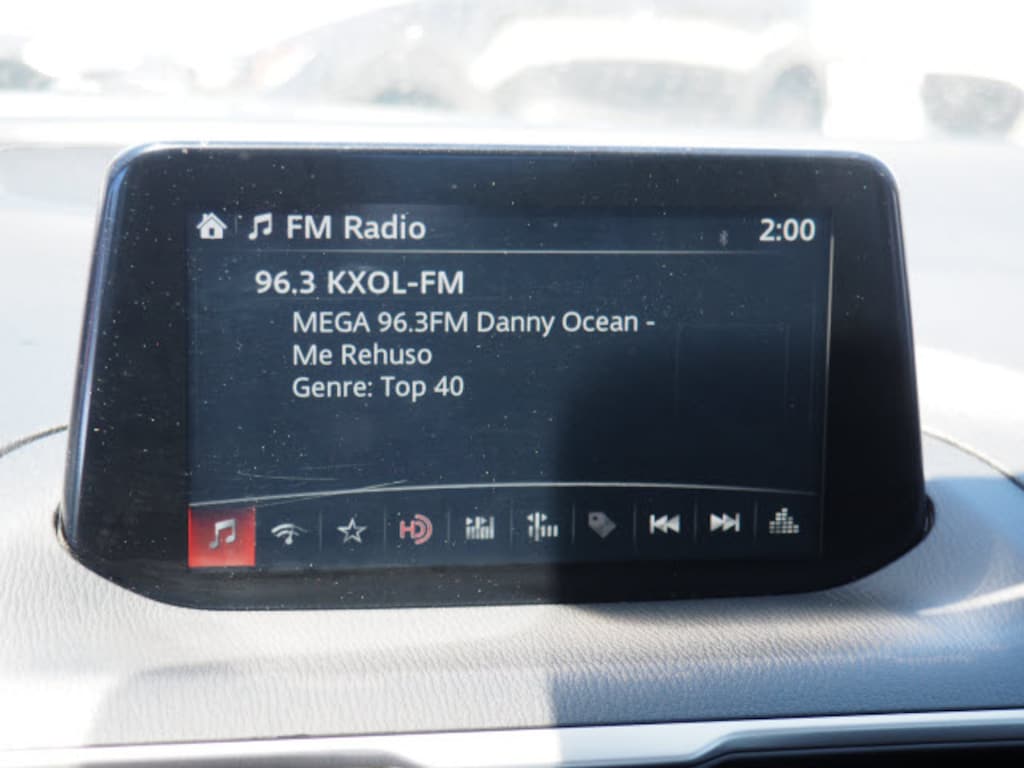 FM Radio 2:00
96.3 KXOL-FM
MEGA 96.3FM Danny Ocean -
Me Rehuso
Genre: Top 40
HD